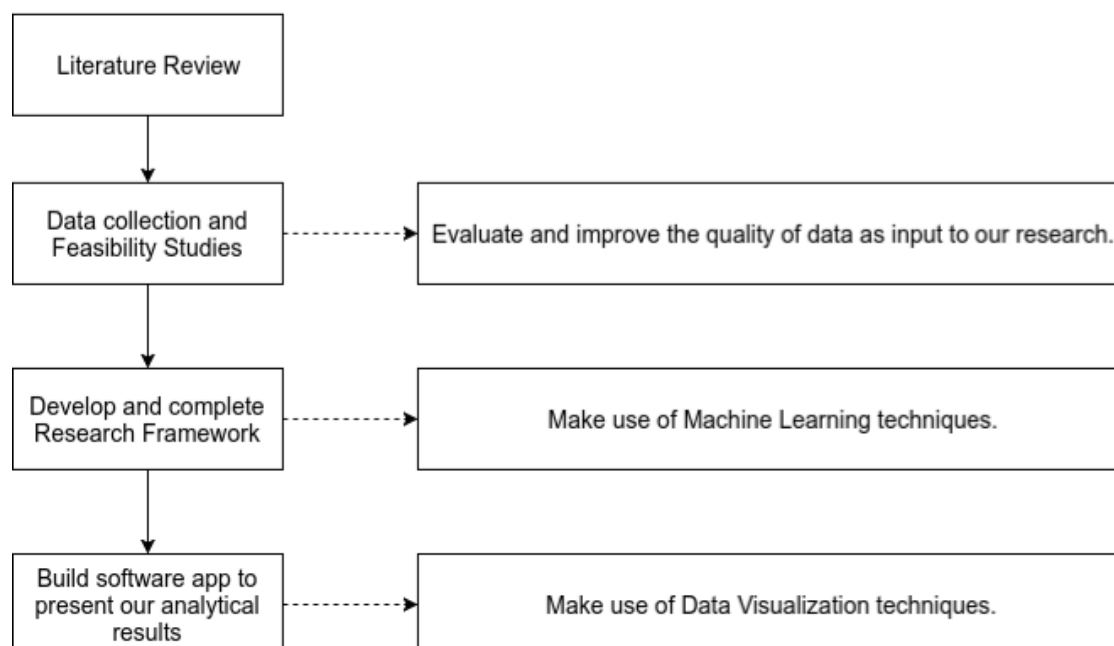 Literature Review
Data collection and
Feasibility Studies
Evaluate and improve the quality of data as input to our research.
Develop and complete
Research Framework
Make use of Machine Learning techniques.
Build software app to
present our analytical
results
Make use of Data Visualization techniques.